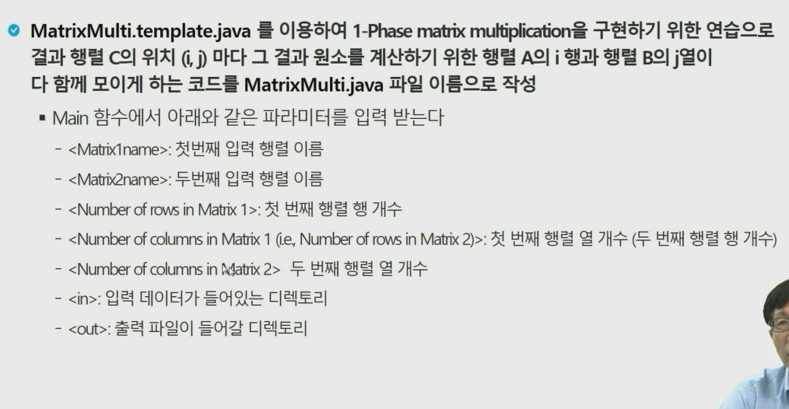 MatrixMulti.template.java 를 이용하여 1-Phase matrix multiplication을 구현하기 위한 연습으로
결과 행렬 C의 위치 (i, j) 마다 그 결과 원소를 계산하기 위한 행렬 A의 i 행과 행렬 B의 j열이
다 함께 모이게 하는 코드를 MatrixMulti.java 파일 이름으로 작성
▪ Main 함수에서 아래와 같은 파라미터를 입력 받는다
- <Matrix1name>: 첫번째 입력 행렬 이름
- <Matrix2name>: 두번째 입력 행렬 이름
- <Number of rows in Matrix 1>: 첫 번째 행렬 행 개수
- <Number of columns in Matrix 1 (i.e., Number of rows in Matrix 2)>: 첫 번째 행렬 열 개수 (두 번째 행렬 행 개수)
- <Number of columns in Matrix 2> 두 번째 행렬 열 개수
- <in>: 입력 데이터가 들어있는 디렉토리
- <out>: 출력 파일이 들어갈 디렉토리